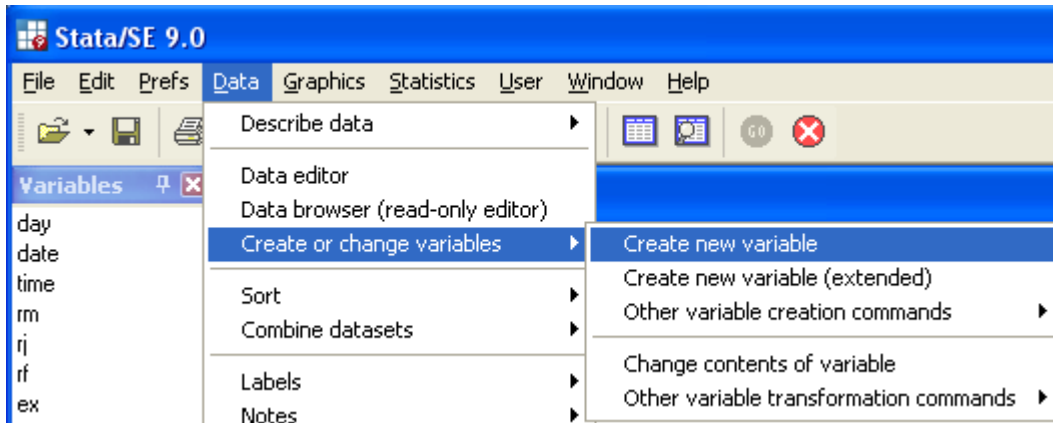 Stata/SE 9.0
File Edit Prefs Data Graphics Statistics User Window Help
GO
Variables
day
date
time
rm
rj
rf
ex
Describe data
Data editor
Data browser (read-only editor)
Create or change variables
Sort
Combine datasets
Labels
Notes
Create new variable
Create new variable (extended)
Other variable creation commands
Change contents of variable
Other variable transformation commands